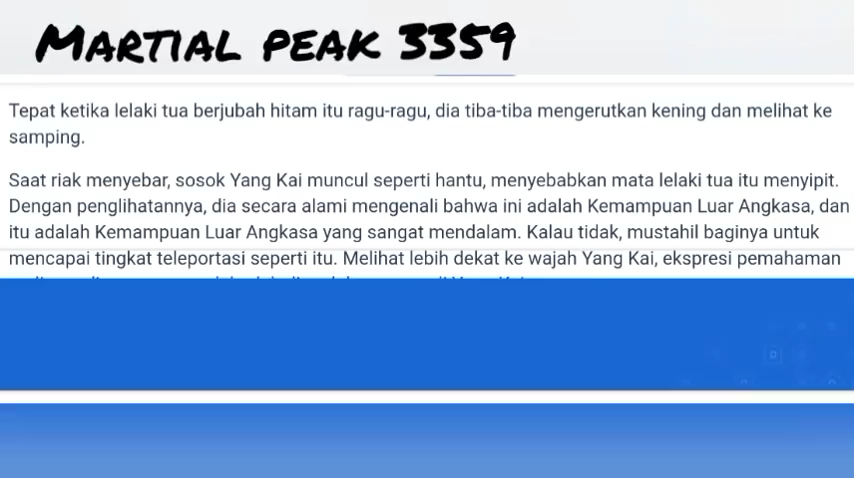 MARTIAL PEAK 3359
Tepat ketika lelaki tua berjubah hitam itu ragu-ragu, dia tiba-tiba mengerutkan kening dan melihat ke
samping.
Saat riak menyebar, sosok Yang Kai muncul seperti hantu, menyebabkan mata lelaki tua itu menyipit.
Dengan penglihatannya, dia secara alami mengenali bahwa ini adalah Kemampuan Luar Angkasa, dan
itu adalah Kemampuan Luar Angkasa yang sangat mendalam. Kalau tidak, mustahil baginya untuk
mencapai tingkat teleportasi seperti itu. Melihat lebih dekat ke wajah Yang Kai, ekspresi pemahaman